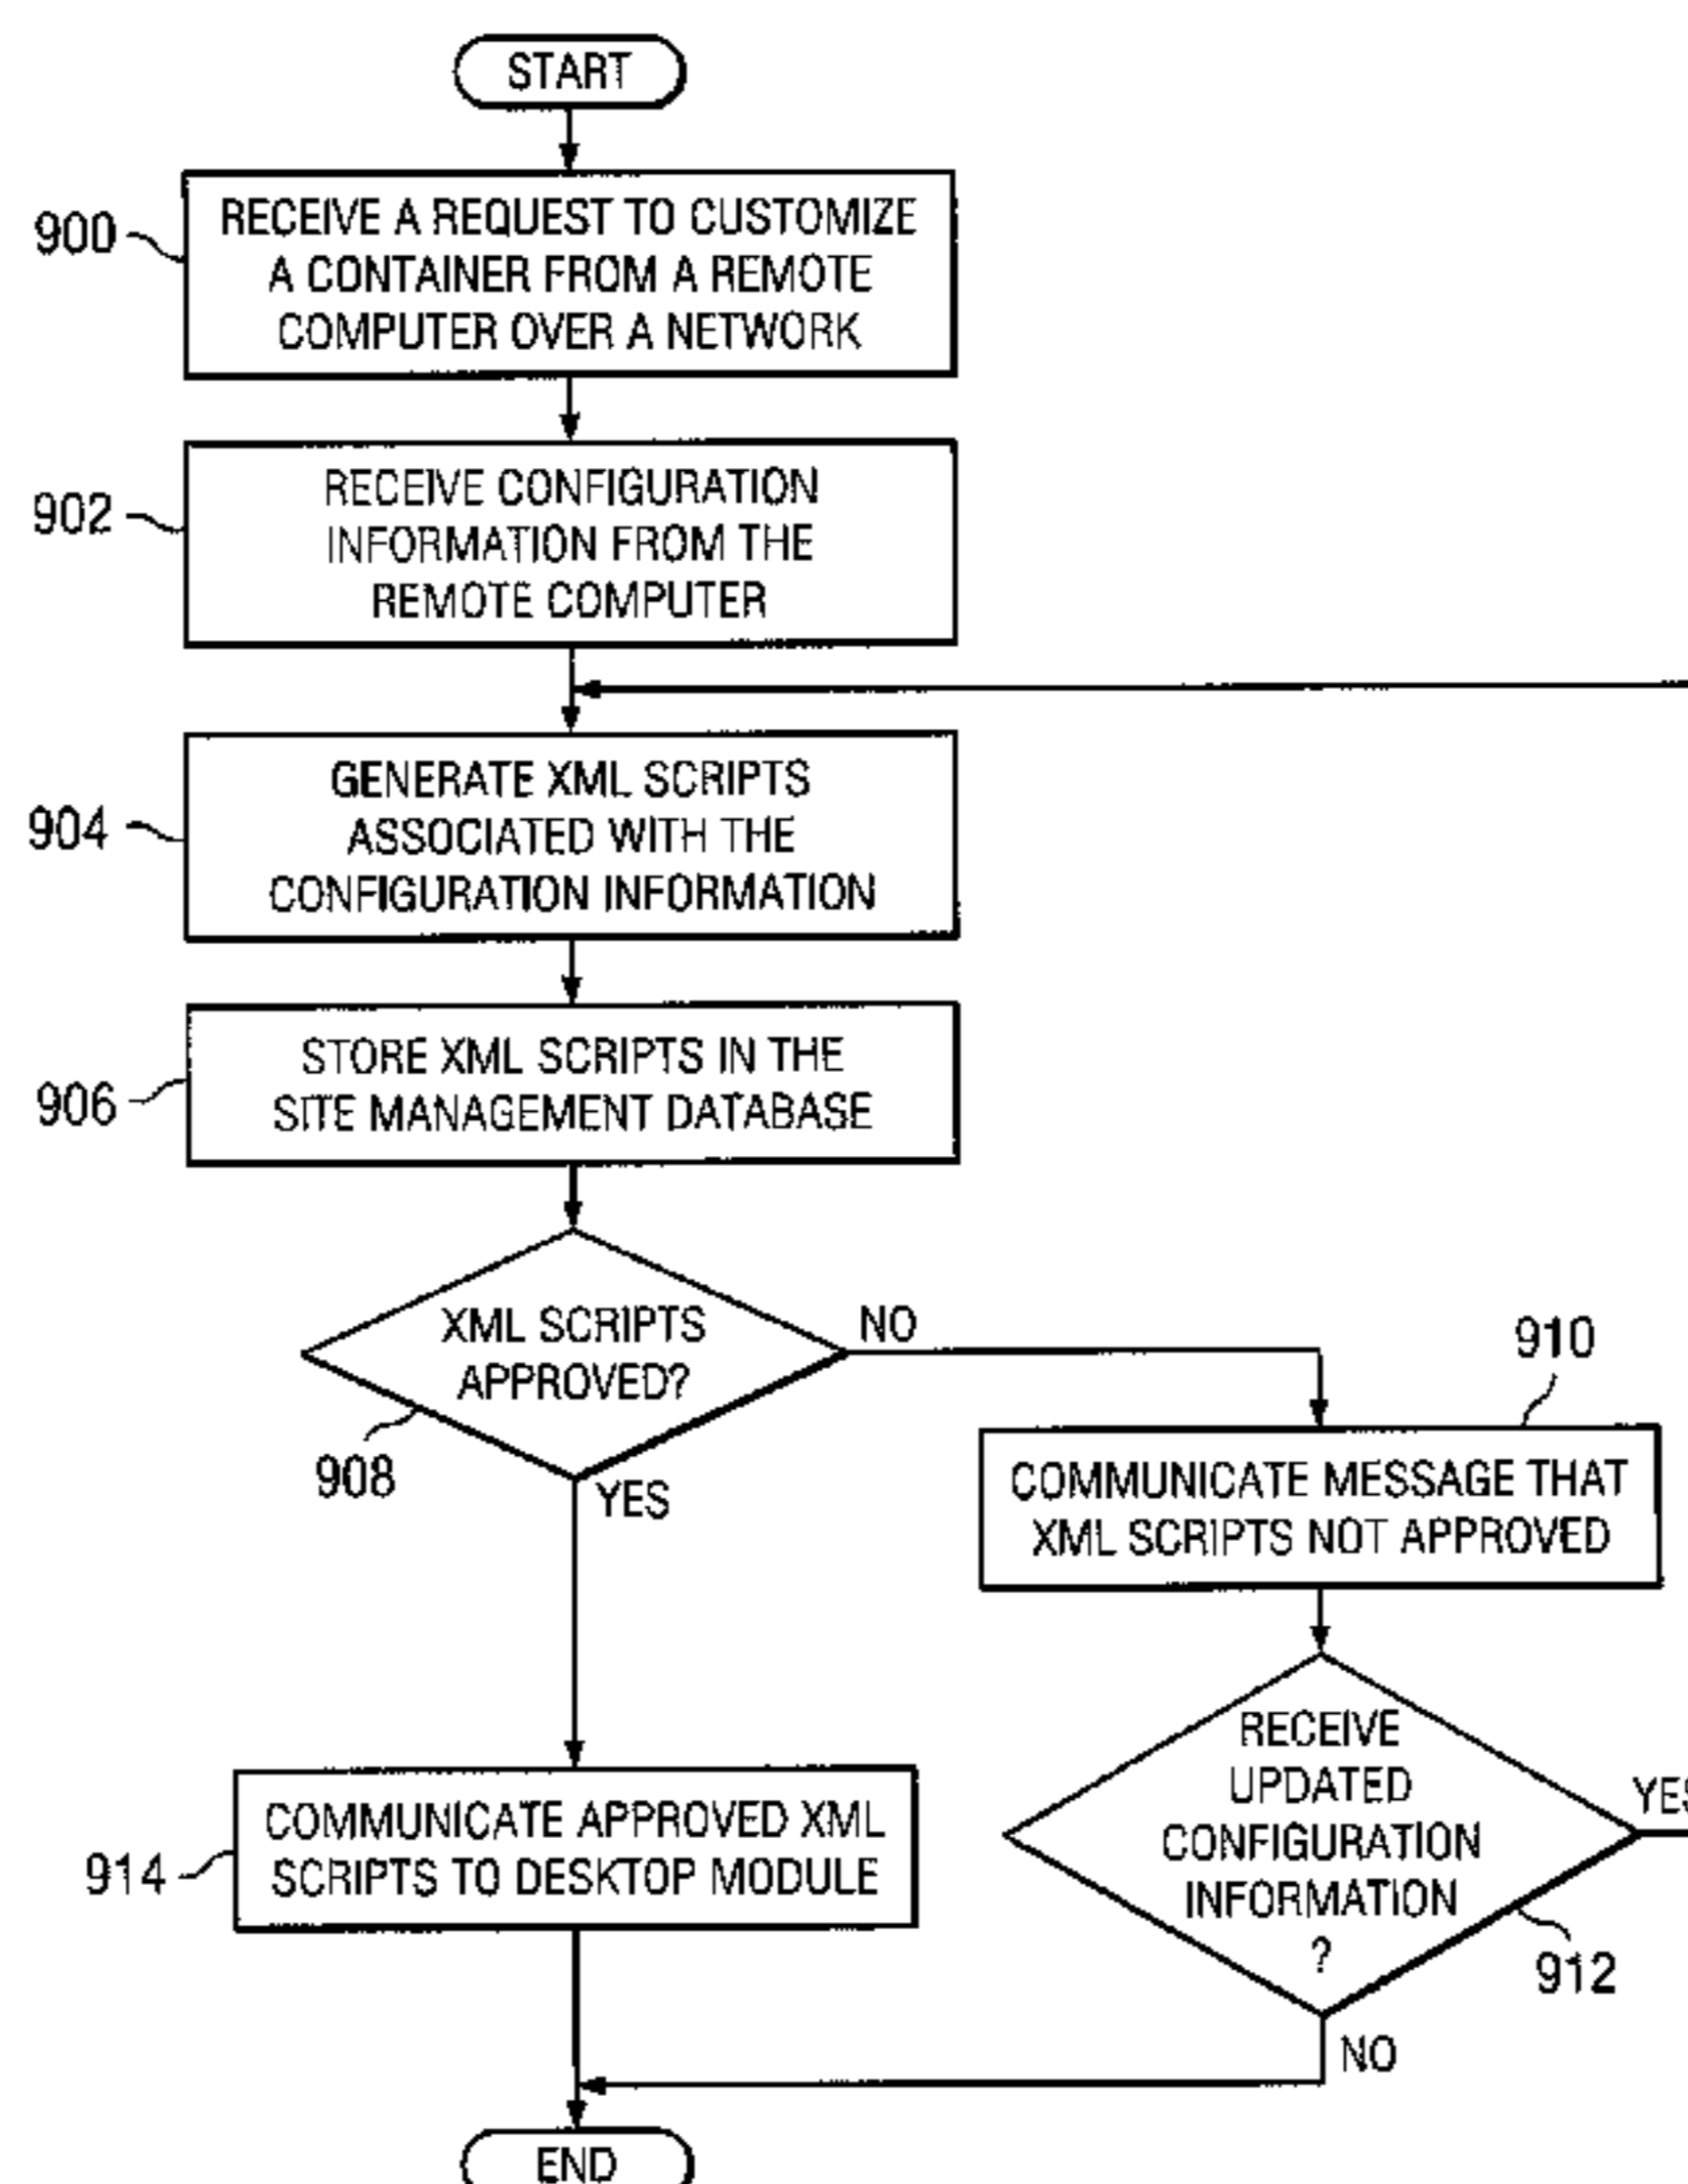 START
900
RECEIVE A REQUEST TO CUSTOMIZE
A CONTAINER FROM A REMOTE
COMPUTER OVER A NETWORK
902
RECEIVE CONFIGURATION
INFORMATION FROM THE
REMOTE COMPUTER
904
GENERATE XML SCRIPTS
ASSOCIATED WITH THE
CONFIGURATION INFORMATION
906
STORE XML SCRIPTS IN THE
SITE MANAGEMENT DATABASE
XML SCRIPTS
APPROVED?
NO
908
YES
910
COMMUNICATE MESSAGE THAT
XML SCRIPTS NOT APPROVED
RECEIVE
UPDATED
CONFIGURATION
INFORMATION
?
YES
912
NO
914
COMMUNICATE APPROVED XML
SCRIPTS TO DESKTOP MODULE
END